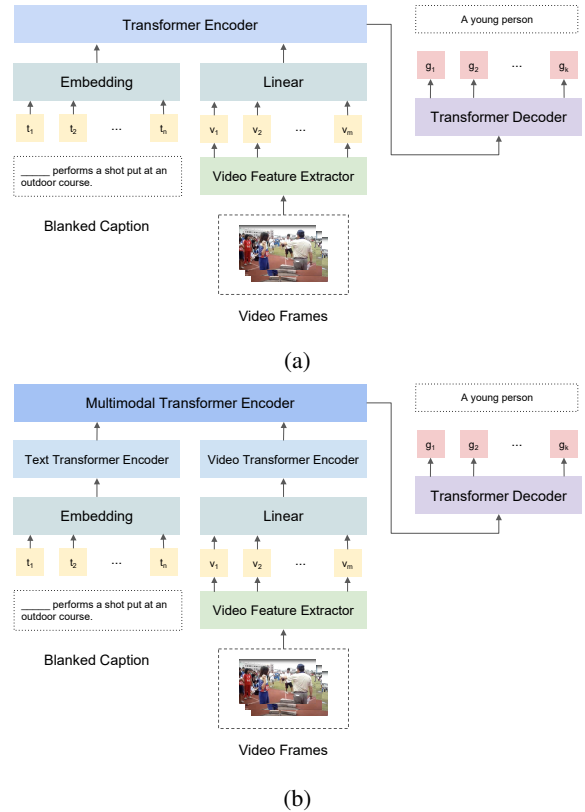 Transformer Encoder
A young person
g1 g2 ... gk
Embedding
Linear
Transformer Decoder
t1 t2 ... tn
v1 v2 ... vm
_____ performs a shot put at an
outdoor course.
Video Feature Extractor
Blanked Caption
Video Frames
(a)
Multimodal Transformer Encoder
A young person
Text Transformer Encoder
Video Transformer Encoder
g1 g2 ... gk
Embedding
Linear
Transformer Decoder
t1 t2 ... tn
v1 v2 ... vm
_____ performs a shot put at an
outdoor course.
Video Feature Extractor
Blanked Caption
Video Frames
(b)